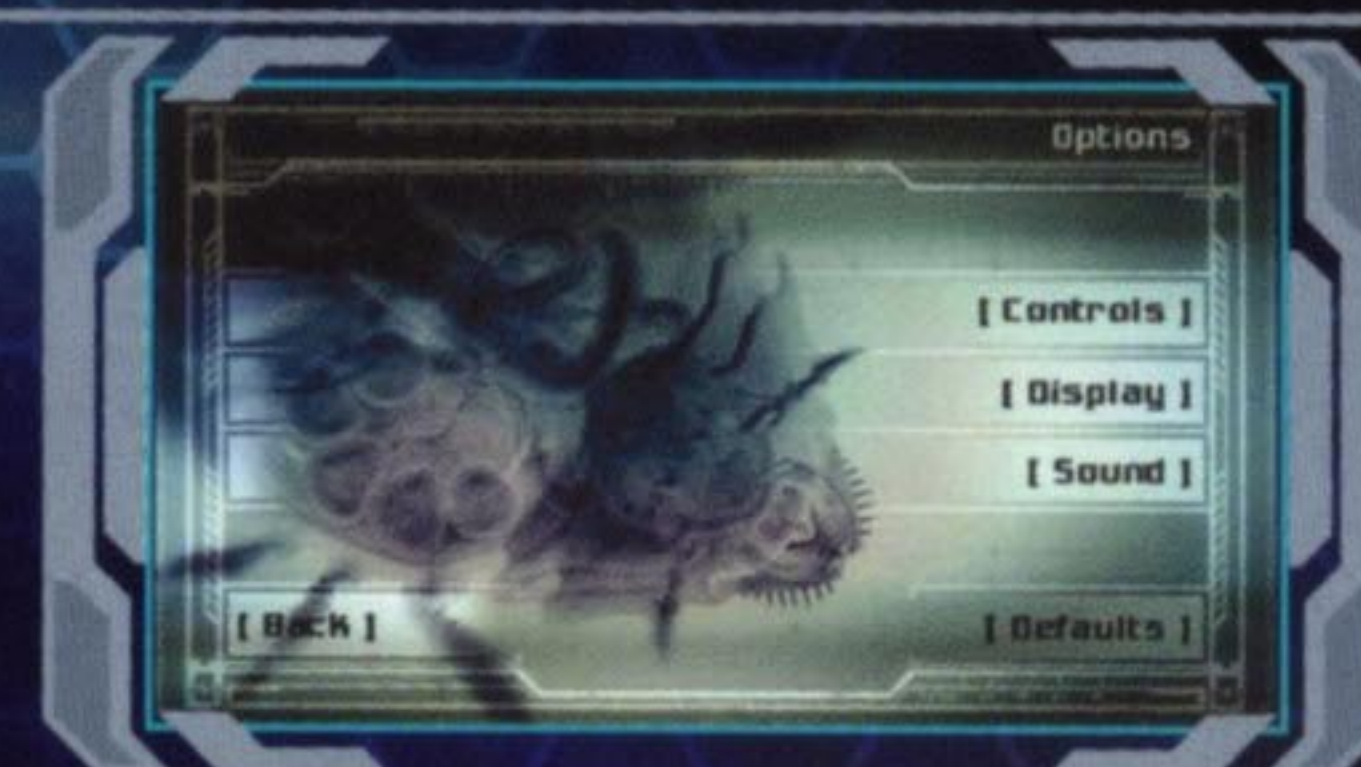 Options
[ Controls ]
[ Display ]
[ Sound ]
[ Back ]
[ Defaults ]